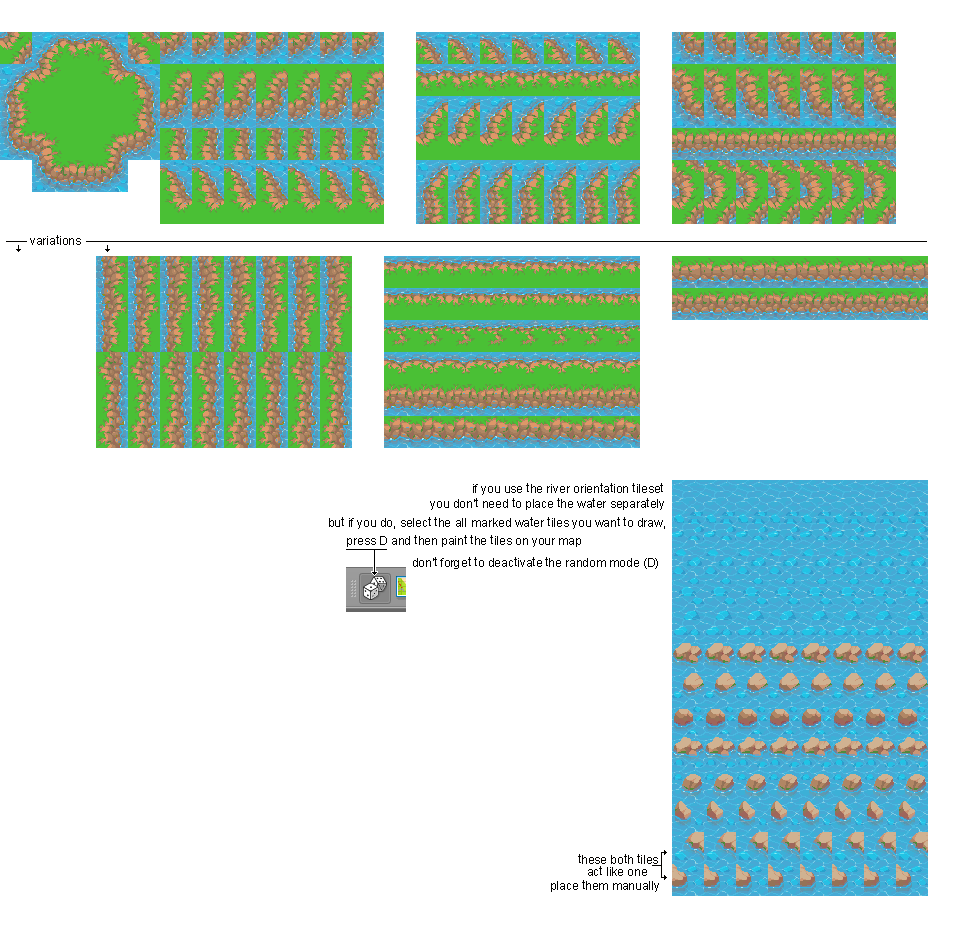 variations
if you use the river orientation tileset
you don't need to place the water separately
but if you do, select the all marked water tiles you want to draw,
press D and then paint the tiles on your map
don't forget to deactivate the random mode (D)
these both tiles
act like one
place them manually